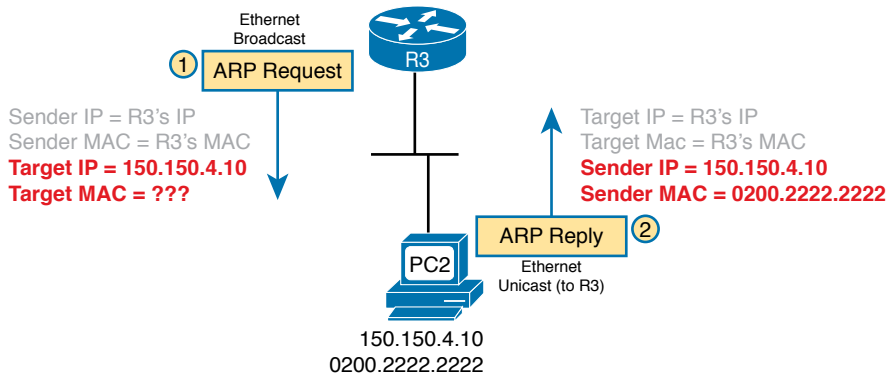 Ethernet
Broadcast
1
ARP Request
R3
Sender IP = R3's IP
Sender MAC = R3's MAC
Target IP = 150.150.4.10
Target MAC = ???
Target IP = R3's IP
Target Mac = R3's MAC
Sender IP = 150.150.4.10
Sender MAC = 0200.2222.2222
ARP Reply
2
Ethernet
Unicast (to R3)
PC2
150.150.4.10
0200.2222.2222